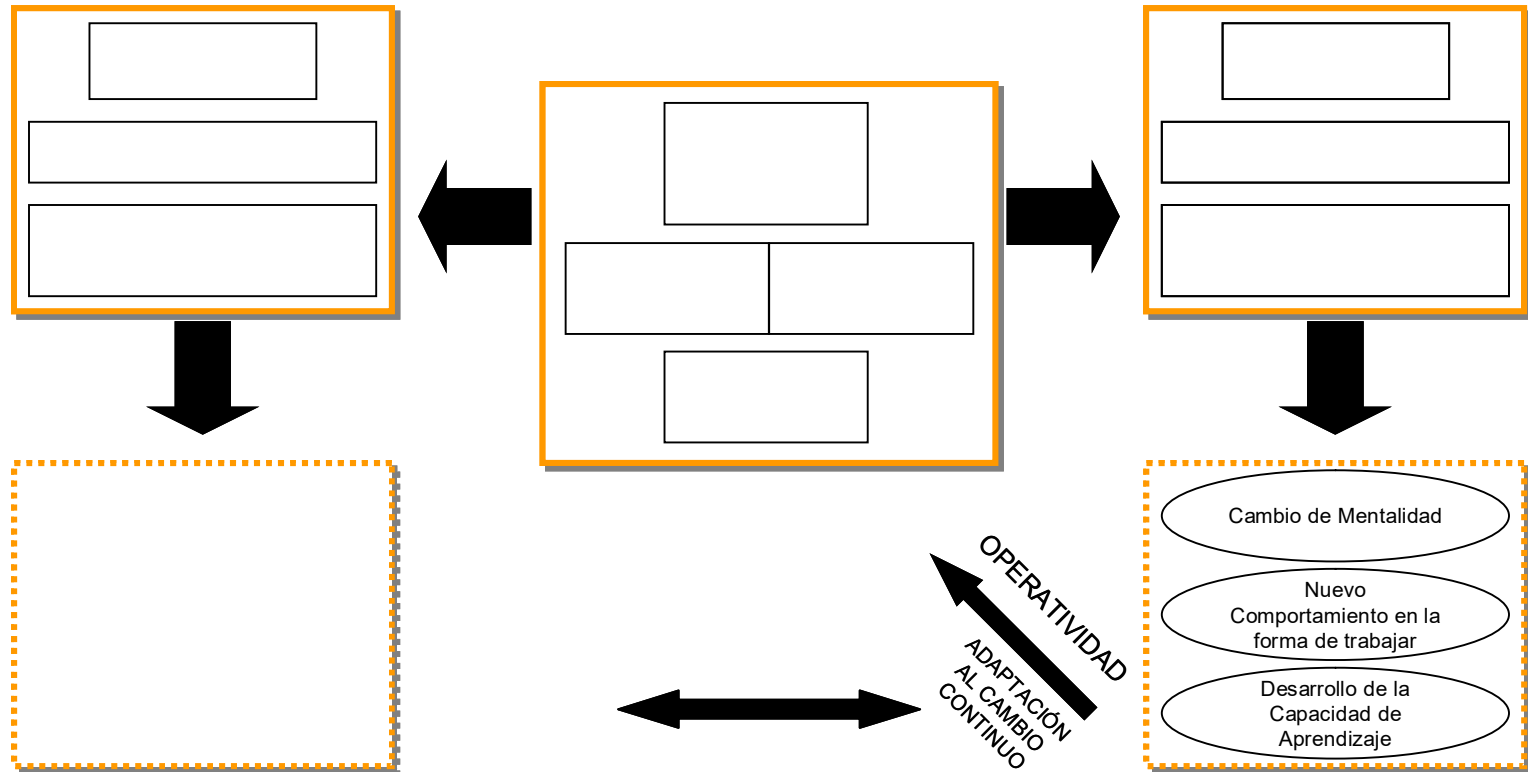 OPERATIVIDAD
ADAPTACIÓN
AL CAMBIO
CONTINUO
Cambio de Mentalidad
Nuevo
Comportamiento en la
forma de trabajar
Desarrollo de la
Capacidad de
Aprendizaje